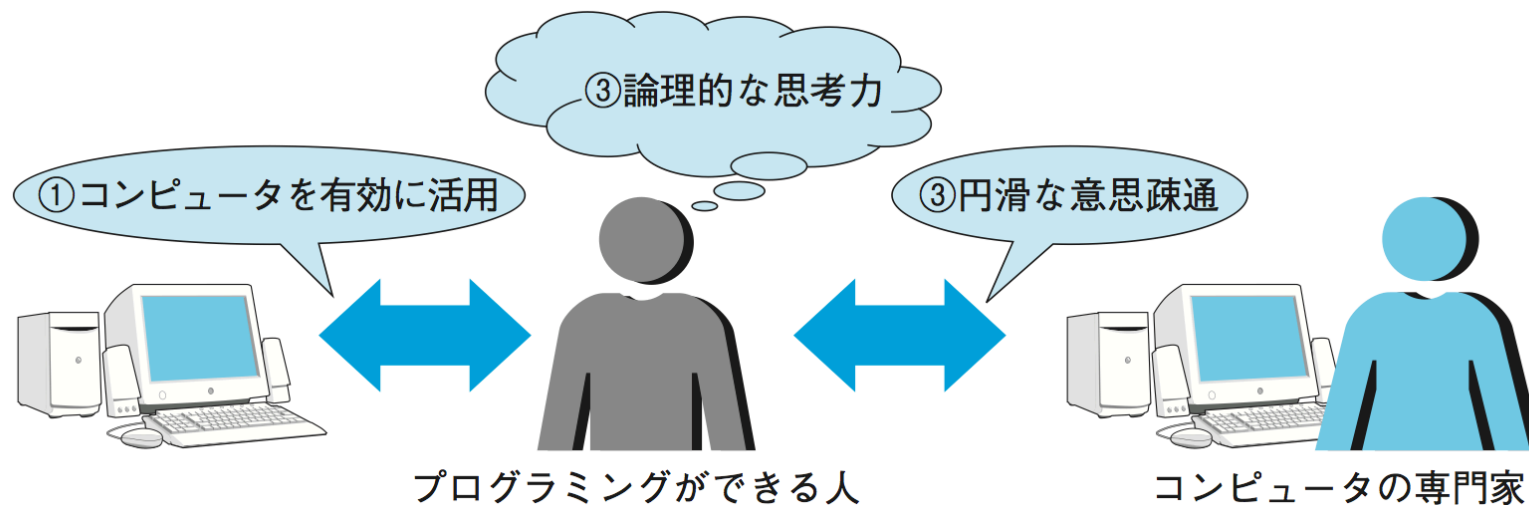 ③論理的な思考力
①コンピュータを有効に活用
③円滑な意思疎通
プログラミングができる人
コンピュータの専門家